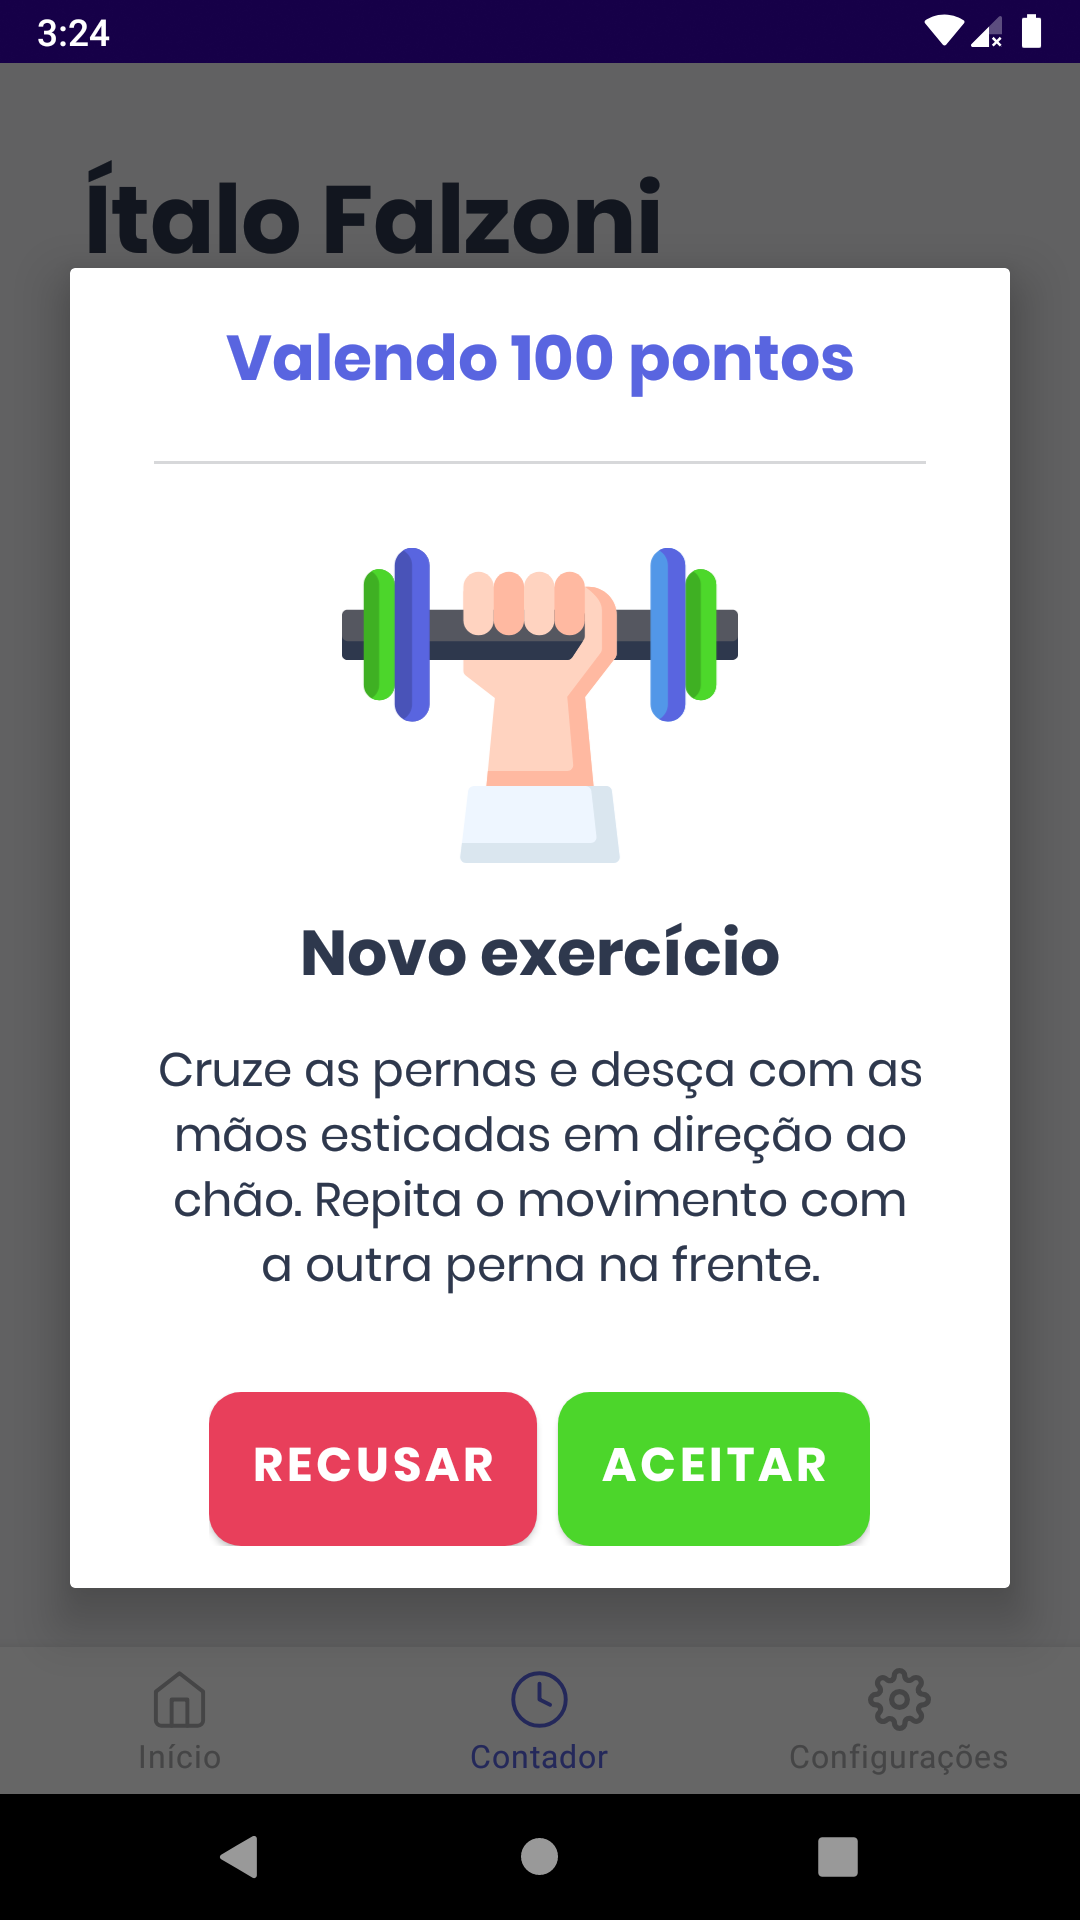 3:24
Ítalo Falzoni
Valendo 100 pontos
Novo exercício
Cruze as pernas e desça com as
mãos esticadas em direção ao
chão. Repita o movimento com
a outra perna na frente.
RECUSAR ACEITAR
Início Contador Configurações